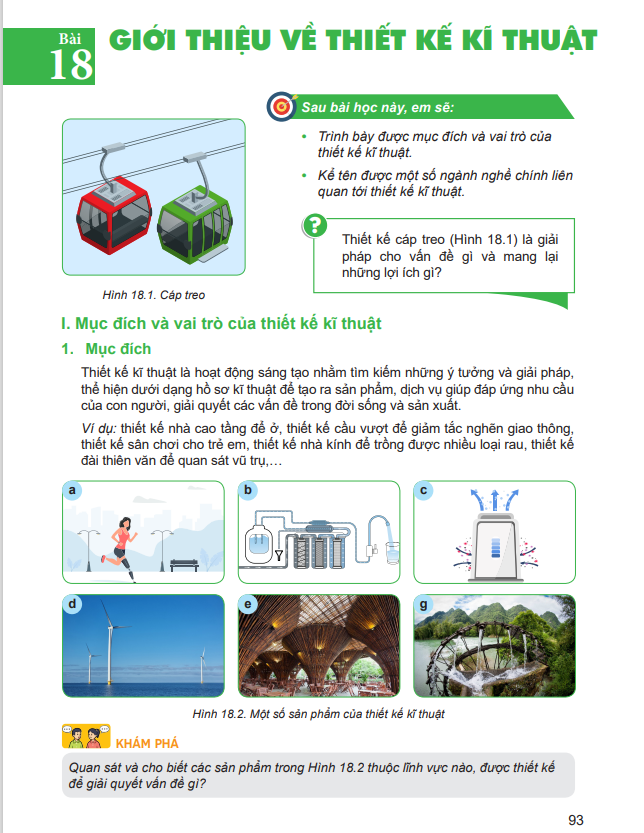 Bài
18
GIỚI THIỆU VỀ THIẾT KẾ KĨ THUẬT
Sau bài học này, em sẽ:
• Trình bày được mục đích và vai trò của
thiết kế kĩ thuật.
• Kể tên được một số ngành nghề chính liên
quan tới thiết kế kĩ thuật.
?
Thiết kế cáp treo (Hình 18.1) là giải
pháp cho vấn đề gì và mang lại
những lợi ích gì?
Hình 18.1. Cáp treo
I. Mục đích và vai trò của thiết kế kĩ thuật
1. Mục đích
Thiết kế kĩ thuật là hoạt động sáng tạo nhằm tìm kiếm những ý tưởng và giải pháp,
thể hiện dưới dạng hồ sơ kĩ thuật để tạo ra sản phẩm, dịch vụ giúp đáp ứng nhu cầu
của con người, giải quyết các vấn đề trong đời sống và sản xuất.
Ví dụ: thiết kế nhà cao tầng để ở, thiết kế cầu vượt để giảm tắc nghẽn giao thông,
thiết kế sân chơi cho trẻ em, thiết kế nhà kính để trồng được nhiều loại rau, thiết kế
đài thiên văn để quan sát vũ trụ,…
a
b
c
d
e
g
Hình 18.2. Một số sản phẩm của thiết kế kĩ thuật
KHÁM PHÁ
Quan sát và cho biết các sản phẩm trong Hình 18.2 thuộc lĩnh vực nào, được thiết kế
để giải quyết vấn đề gì?
93